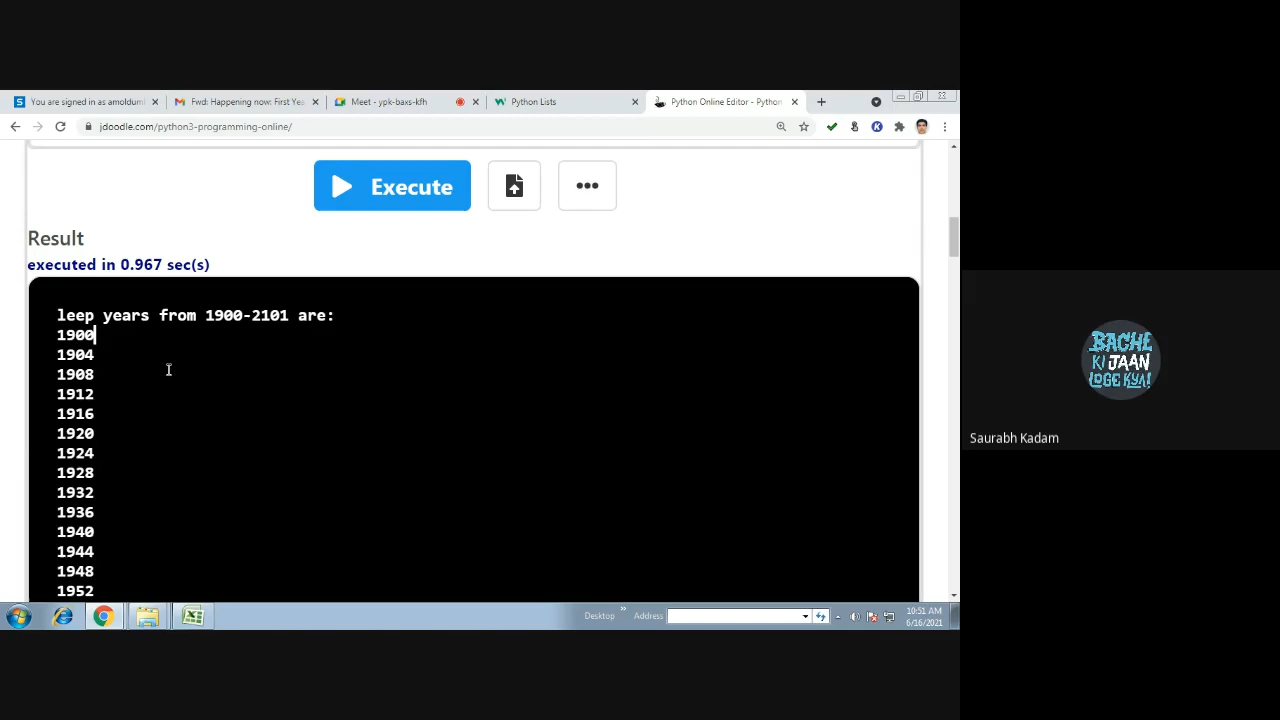 You are signed in as amoldum
Fwd: Happening now: First Yea
Meet - ypk-baxs-kfh
Python Lists
Python Online Editor - Python
jdoodle.com/python3-programming-online/
Execute
Result
executed in 0.967 sec(s)
leep years from 1900-2101 are:
1900
1904
1908
1912
1916
1920
1924
1928
1932
1936
1940
1944
1948
1952
BACHE
KI JAAN
LOGE KYA!
Saurabh Kadam
Desktop
Address
10:51 AM
6/16/2021